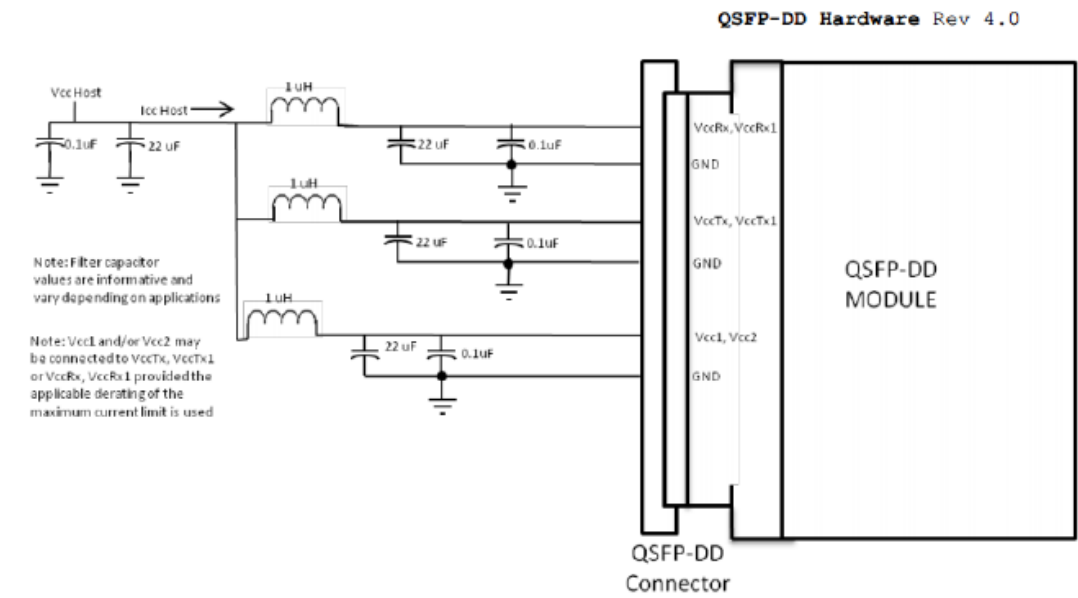 QSFP-DD Hardware Rev 4.0
Vcc Host
Icc Host
1 uH
0.1uF
22 uF
22 uF
0.1uF
VccRx, VccRx1
GND
1 uH
22 uF
0.1uF
VccTx, VccTx1
GND
Note: Filter capacitor
values are informative and
vary depending on applications
1 uH
22 uF
0.1uF
Vcc1, Vcc2
GND
Note: Vcc1 and/or Vcc2 may
be connected to VccTx, VccTx1
or VccRx, VccRx1 provided the
applicable derating of the
maximum current limit is used
QSFP-DD
MODULE
QSFP-DD
Connector